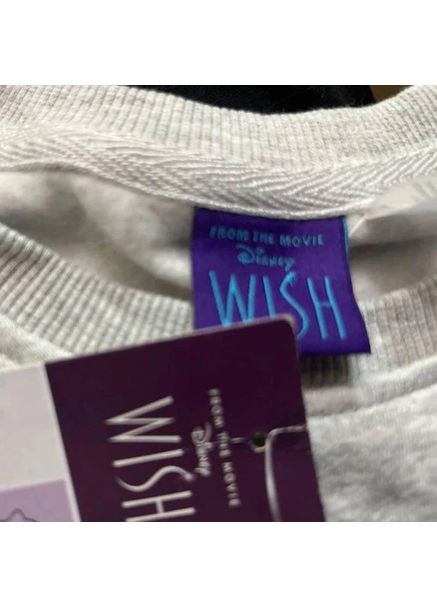 FROM THE MOVIE
Disney
WISH
FROM THE MOVIE
Disney
WISH